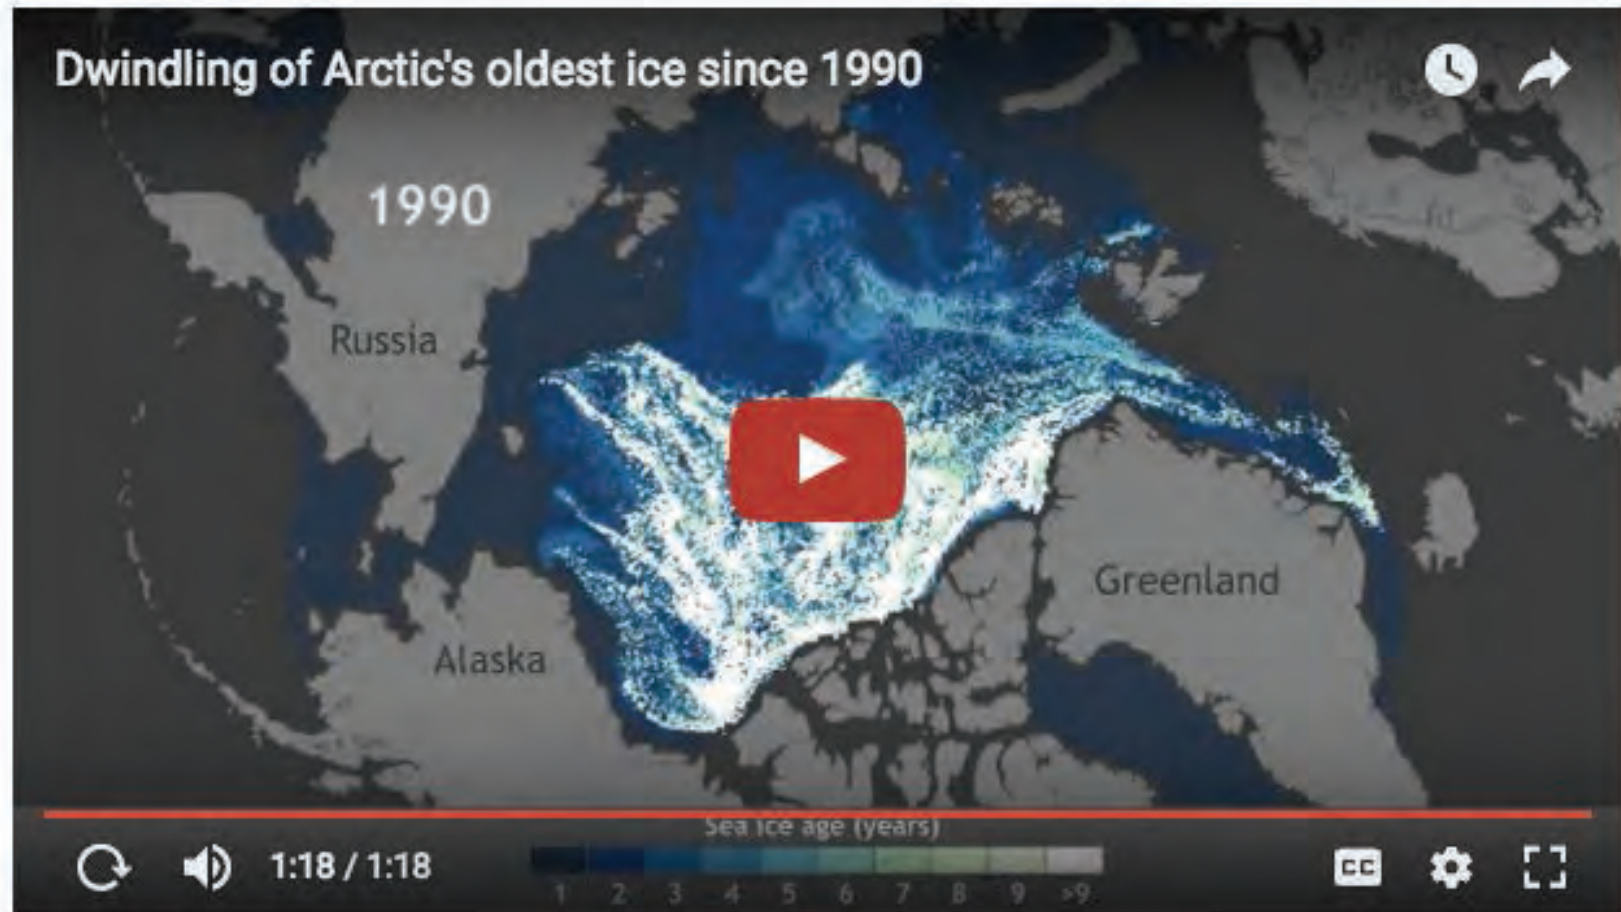 Dwindling of Arctic's oldest ice since 1990
1990
Russia
Greenland
Alaska
Sea ice age (years)
1:18 / 1:18
CC
1 2 3 4 5 6 7 8 9 >9